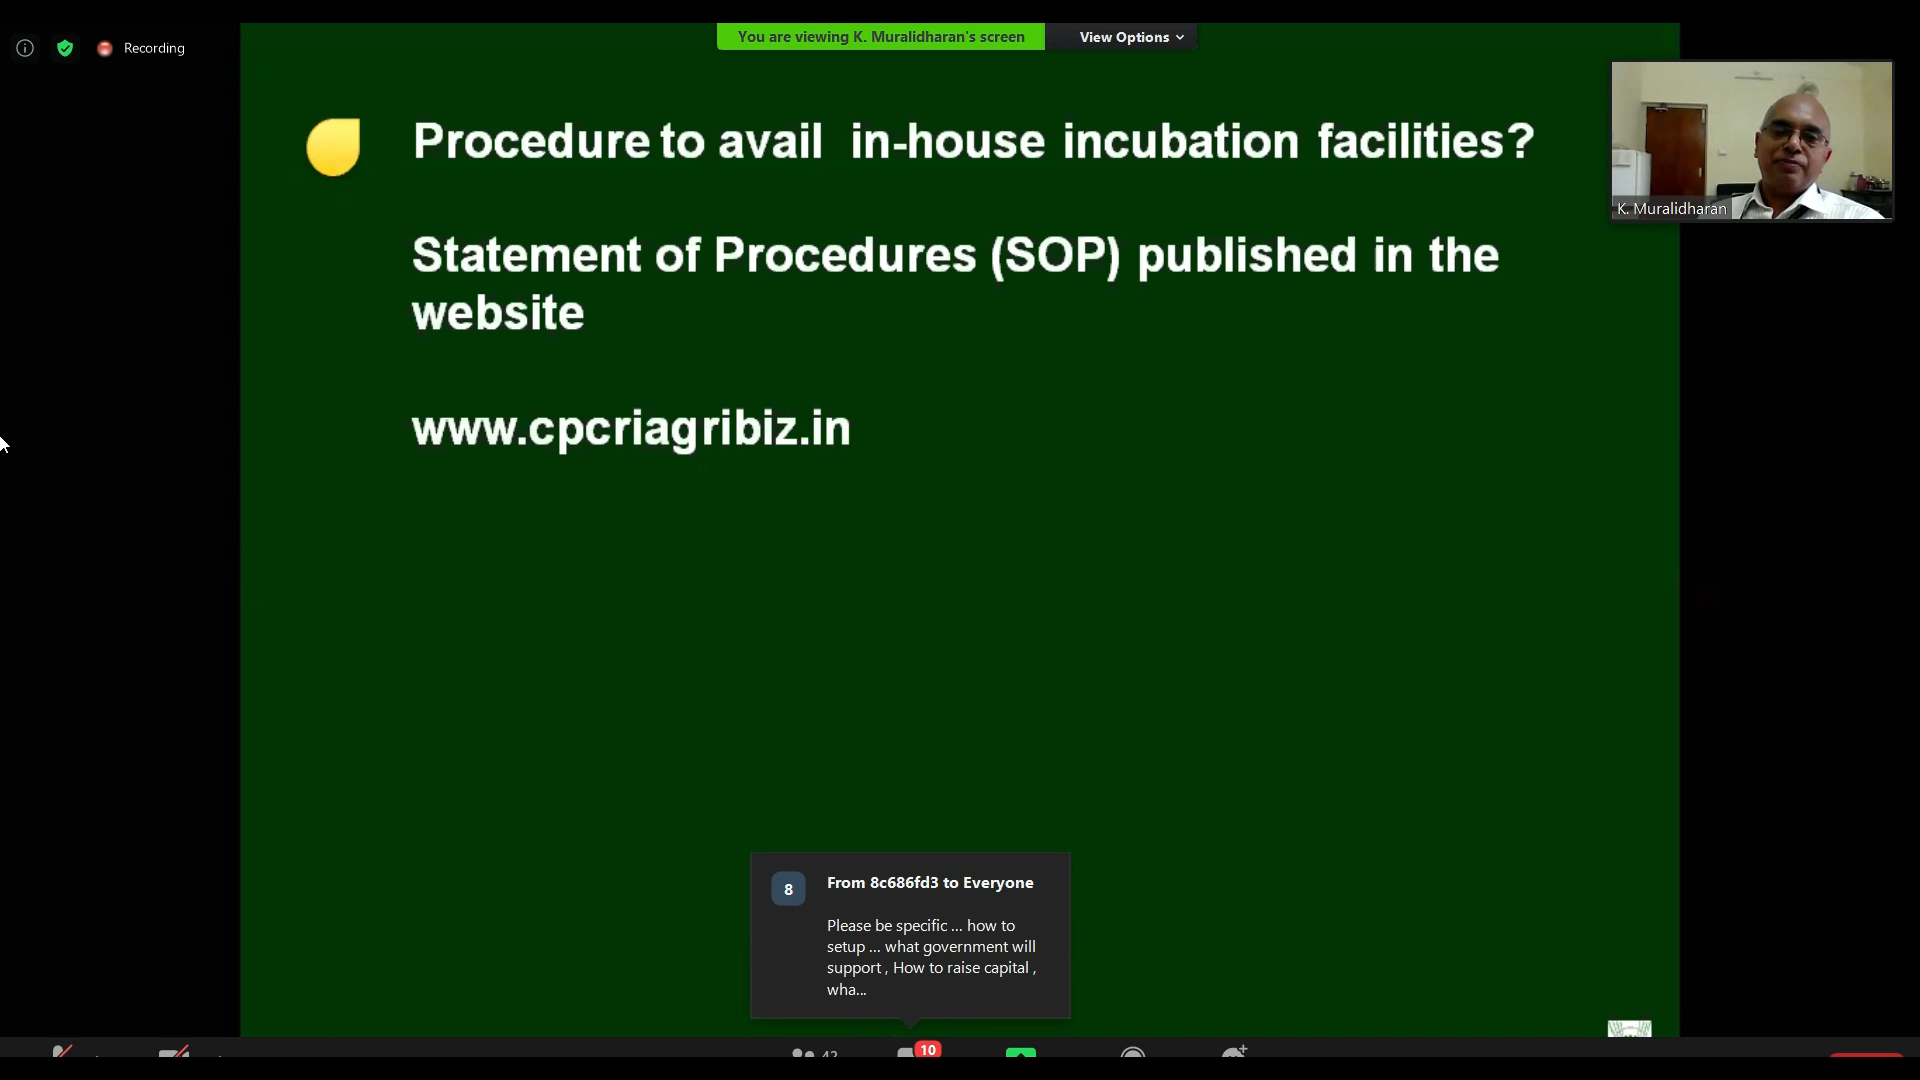 Recording
You are viewing K. Muralidharan's screen
View Options
Procedure to avail in-house incubation facilities?
K. Muralidharan
Statement of Procedures (SOP) published in the
website
www.cpcriagribiz.in
8
From 8c686fd3 to Everyone
Please be specific ... how to
setup ... what government will
support , How to raise capital ,
wha...
42
10